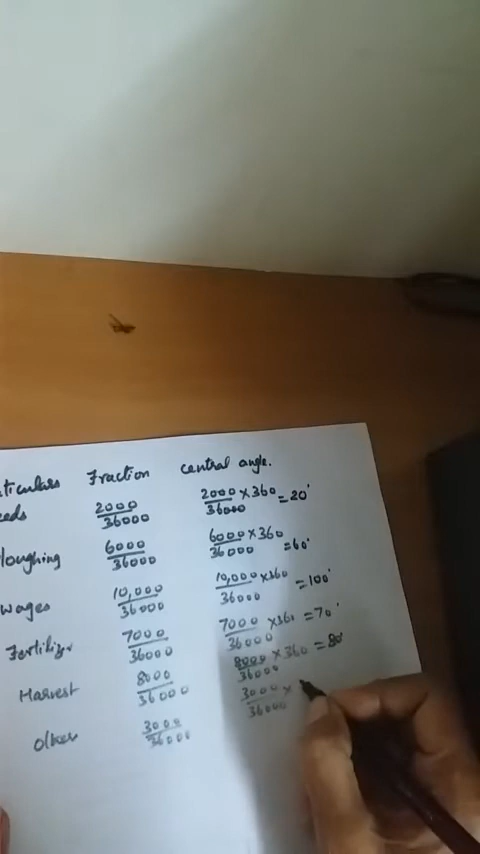 ticulars Fraction central angle.
eeds 2000/36000 2000/36000 × 360 = 20°
loughing 6000/36000 6000/36000 × 360 = 60°
wages 10,000/36000 10,000/36000 × 360 = 100°
Fertilizer 7000/36000 7000/36000 × 360 = 70°
Harvest 8000/36000 8000/36000 × 360 = 80°
Other 3000/36000 3000/36000 ×